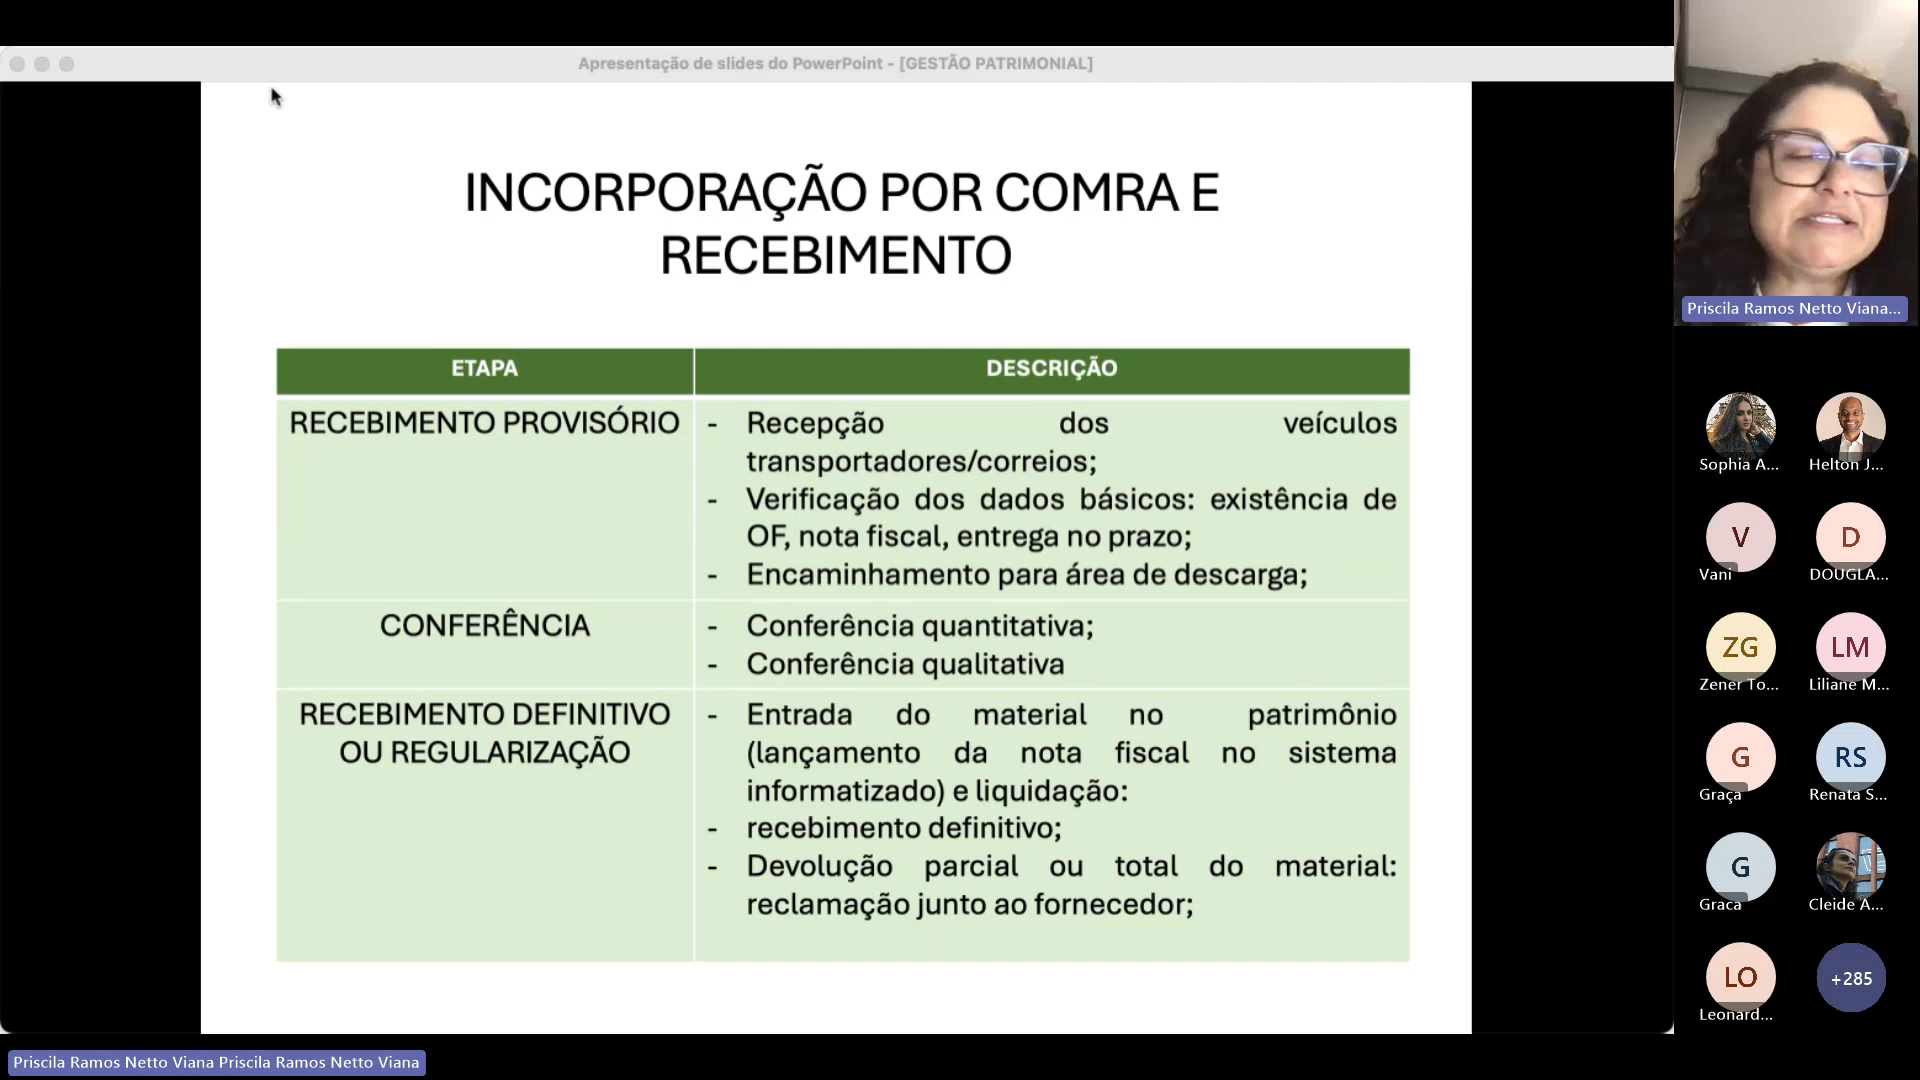 Apresentação de slides do PowerPoint - [GESTÃO PATRIMONIAL]
INCORPORAÇÃO POR COMRA E
RECEBIMENTO
ETAPA
DESCRIÇÃO
RECEBIMENTO PROVISÓRIO
- Recepção dos veículos
transportadores/correios;
- Verificação dos dados básicos: existência de
OF, nota fiscal, entrega no prazo;
- Encaminhamento para área de descarga;
CONFERÊNCIA
- Conferência quantitativa;
- Conferência qualitativa
RECEBIMENTO DEFINITIVO
OU REGULARIZAÇÃO
- Entrada do material no patrimônio
(lançamento da nota fiscal no sistema
informatizado) e liquidação:
- recebimento definitivo;
- Devolução parcial ou total do material:
reclamação junto ao fornecedor;
Priscila Ramos Netto Viana...
Sophia A...
Helton J...
V
Vani
D
DOUGLA...
ZG
Zener To...
LM
Liliane M...
G
Graça
RS
Renata S...
G
Graca
Cleide A...
LO
Leonard...
+285
Priscila Ramos Netto Viana Priscila Ramos Netto Viana